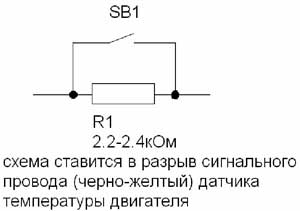 SB1
R1
2.2-2.4кОм
схема ставится в разрыв сигнального
провода (черно-желтый) датчика
температуры двигателя